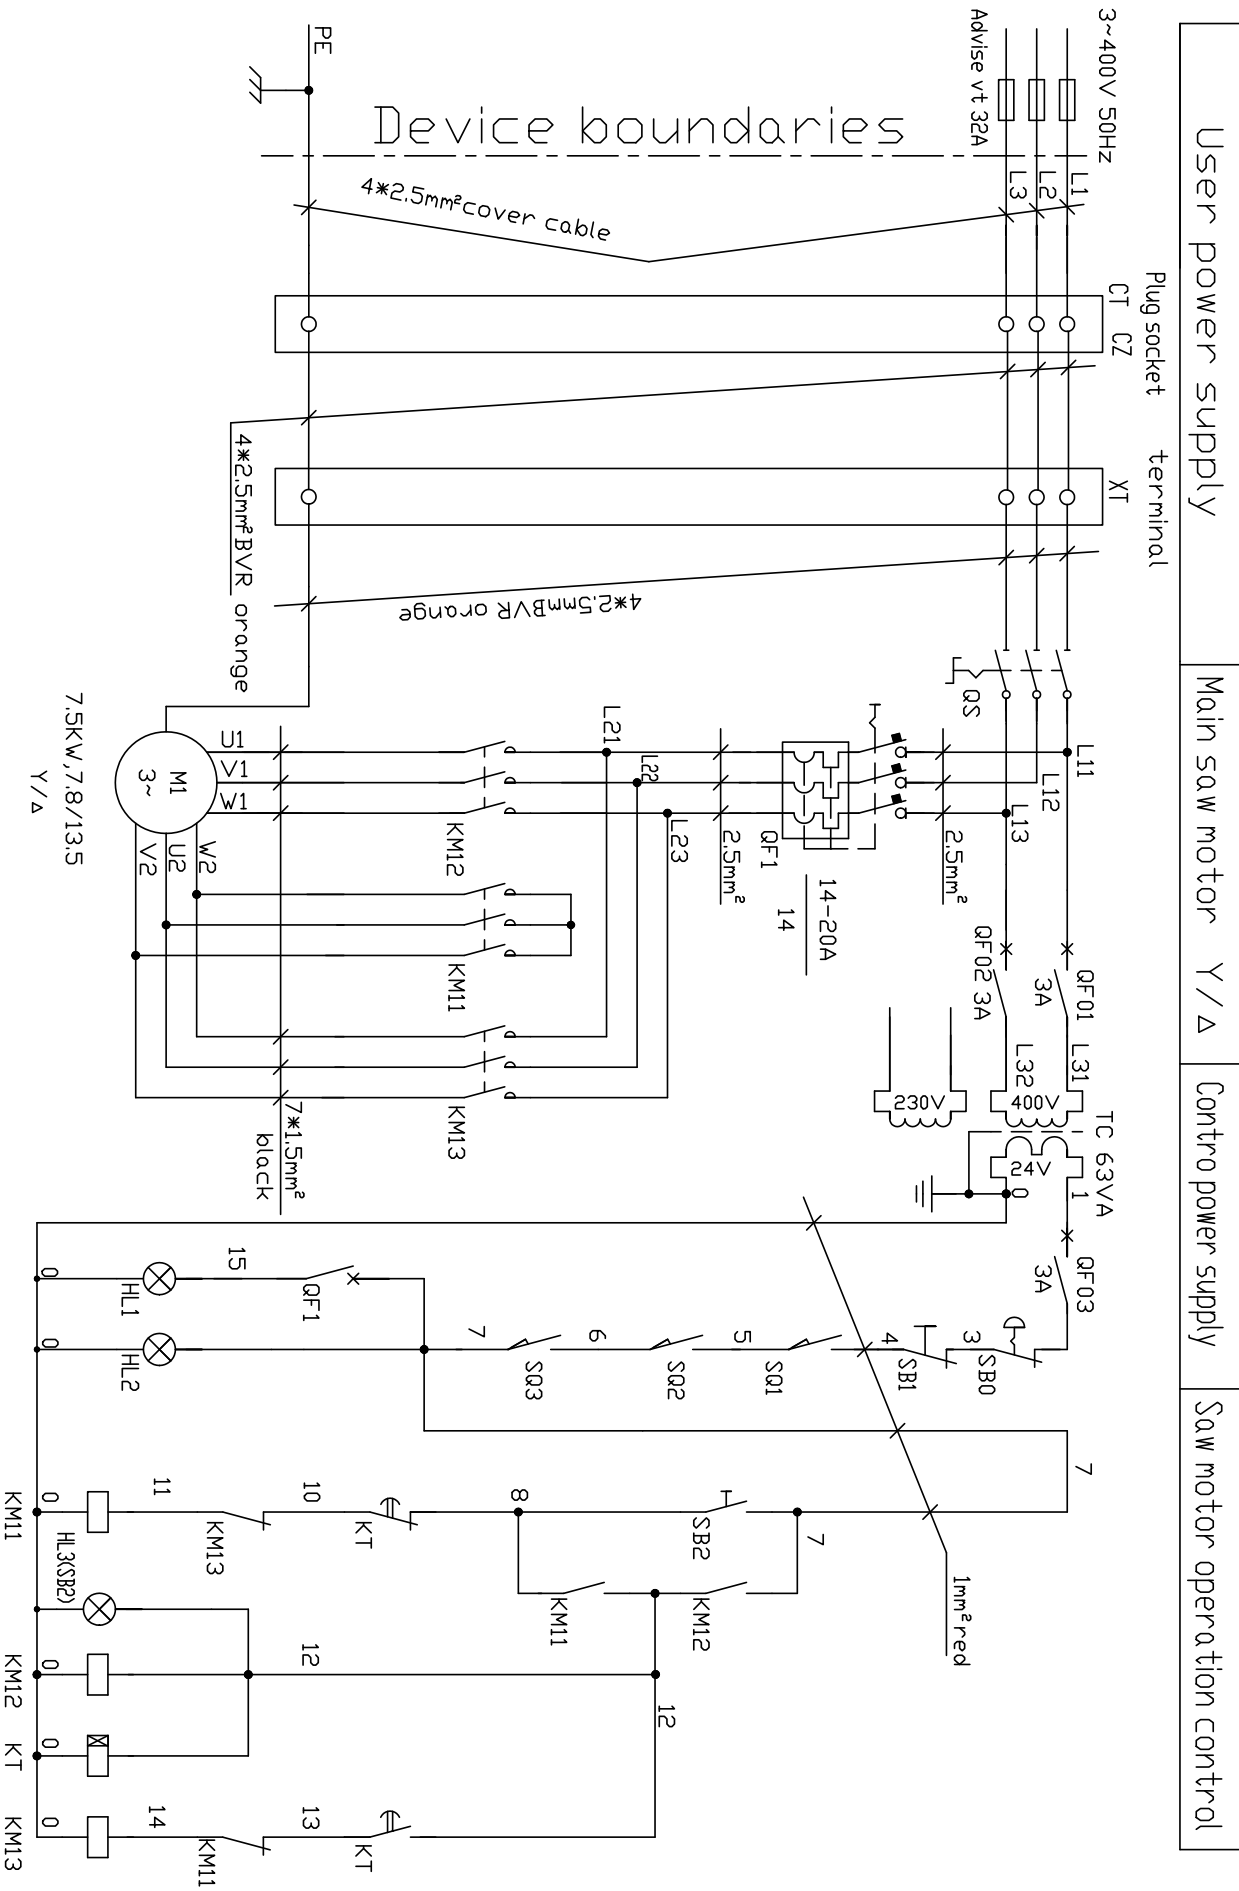 User power supply
Main saw motor Y/Δ
Contro power supply
Saw motor operation control
3~400V 50Hz
Advise vt 32A
Plug socket
terminal
CT CZ
XT
L1
L2
L3
PE
Device boundaries
4*2.5mm²cover cable
4*2.5mm²BVR orange
4*2.5mmBVR orange
QS
L11
L12
L13
2.5mm²
14-20A
14
QF1
2.5mm²
L21
L22
L23
KM12
KM11
KM13
U1
V1
W1
M1
3~
W2
U2
V2
7.5KW,7.8/13.5
Y/Δ
7*1.5mm²
black
QF01
3A
QF02 3A
L31
L32
TC 63VA
400V
230V
24V
1
0
QF03
3A
SB0
3
SB1
4
SQ1
5
SQ2
6
SQ3
7
QF1
15
HL1
0
HL2
0
7
1mm²red
7
SB2
KM12
8
KM11
KT
10
KM13
11
0
KM11
HL3(SB2)
12
12
0
KM12
0
KT
KT
13
KM11
14
0
KM13